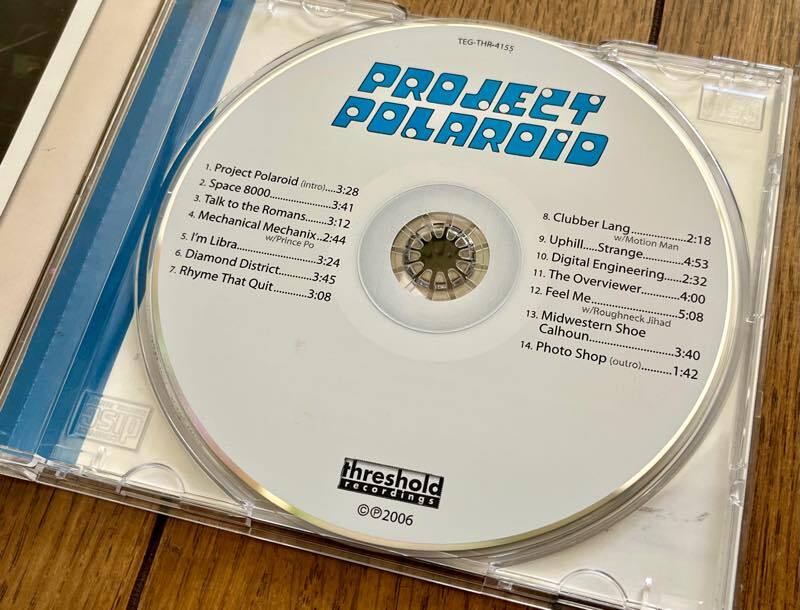 TEG-THR-4155
PROJECT
POLAROID
1. Project Polaroid (intro)....3:28
2. Space 8000....................3:41
3. Talk to the Romans.......3:12
4. Mechanical Mechanix..2:44
w/Prince Po
5. I'm Libra........................3:24
6. Diamond District...........3:45
7. Rhyme That Quit...........3:08
8. Clubber Lang................2:18
w/Motion Man
9. Uphill.....Strange...........4:53
10. Digital Engineering.....2:32
11. The Overviewer..........4:00
12. Feel Me.......................5:08
w/Roughneck Jihad
13. Midwestern Shoe
Calhoun.......................3:40
14. Photo Shop (outro)..........1:42
threshold
recordings
©℗2006
disc